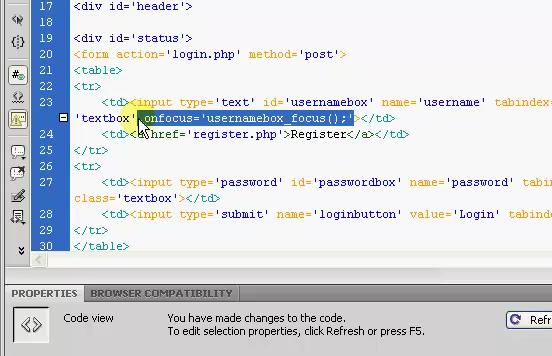 17 <div id='header'>
18
19 <div id='status'>
20 <form action='login.php' method='post'>
21 <table>
22 <tr>
23 <td><input type='text' id='usernamebox' name='username' tabindex=
'textbox' onfocus='usernamebox_focus();'></td>
24 <td><a href='register.php'>Register</a></td>
25 </tr>
26 <tr>
27 <td><input type='password' id='passwordbox' name='password' tabind
class='textbox'></td>
28 <td><input type='submit' name='loginbutton' value='Login' tabinde
29 </tr>
30 </table>
PROPERTIES BROWSER COMPATIBILITY
Code view You have made changes to the code.
To edit selection properties, click Refresh or press F5.
Refr